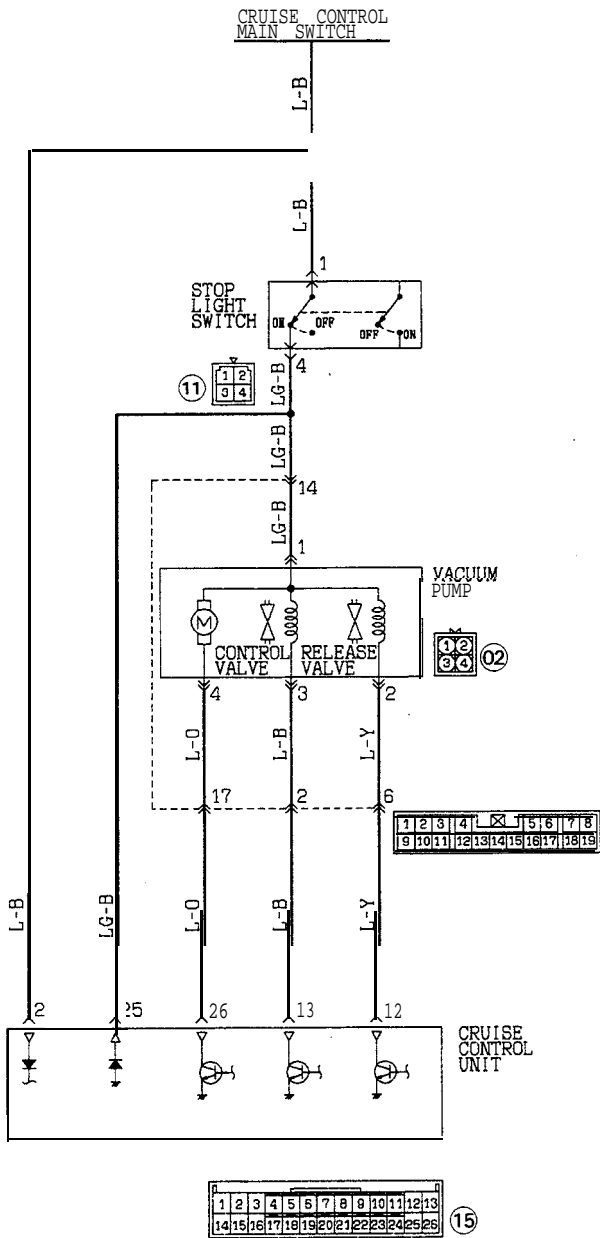 CRUISE CONTROL
MAIN SWITCH
L-B
L-B
1
STOP
LIGHT
SWITCH
ON OFF OFF ON
4
11
1 2
3 4
LG-B
LG-B
14
LG-B
1
VACUUM
PUMP
M
CONTROL
VALVE
RELEASE
VALVE
1 2
3 4
02
4 3 2
L-O L-B L-Y
17 2 6
1 2 3 4 5 6 7 8
9 10 11 12 13 14 15 16 17 18 19
L-B LG-B L-O L-B L-Y
2 25 26 13 12
CRUISE
CONTROL
UNIT
1 2 3 4 5 6 7 8 9 10 11 12 13
14 15 16 17 18 19 20 21 22 23 24 25 26
15